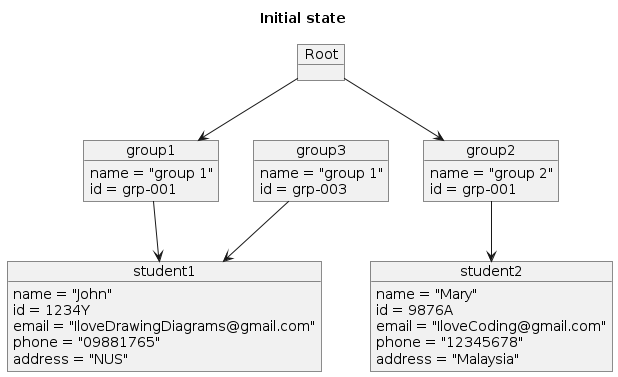 Initial state
Root
group1
name = "group 1"
id = grp-001
group3
name = "group 1"
id = grp-003
group2
name = "group 2"
id = grp-001
student1
name = "John"
id = 1234Y
email = "IloveDrawingDiagrams@gmail.com"
phone = "09881765"
address = "NUS"
student2
name = "Mary"
id = 9876A
email = "IloveCoding@gmail.com"
phone = "12345678"
address = "Malaysia"